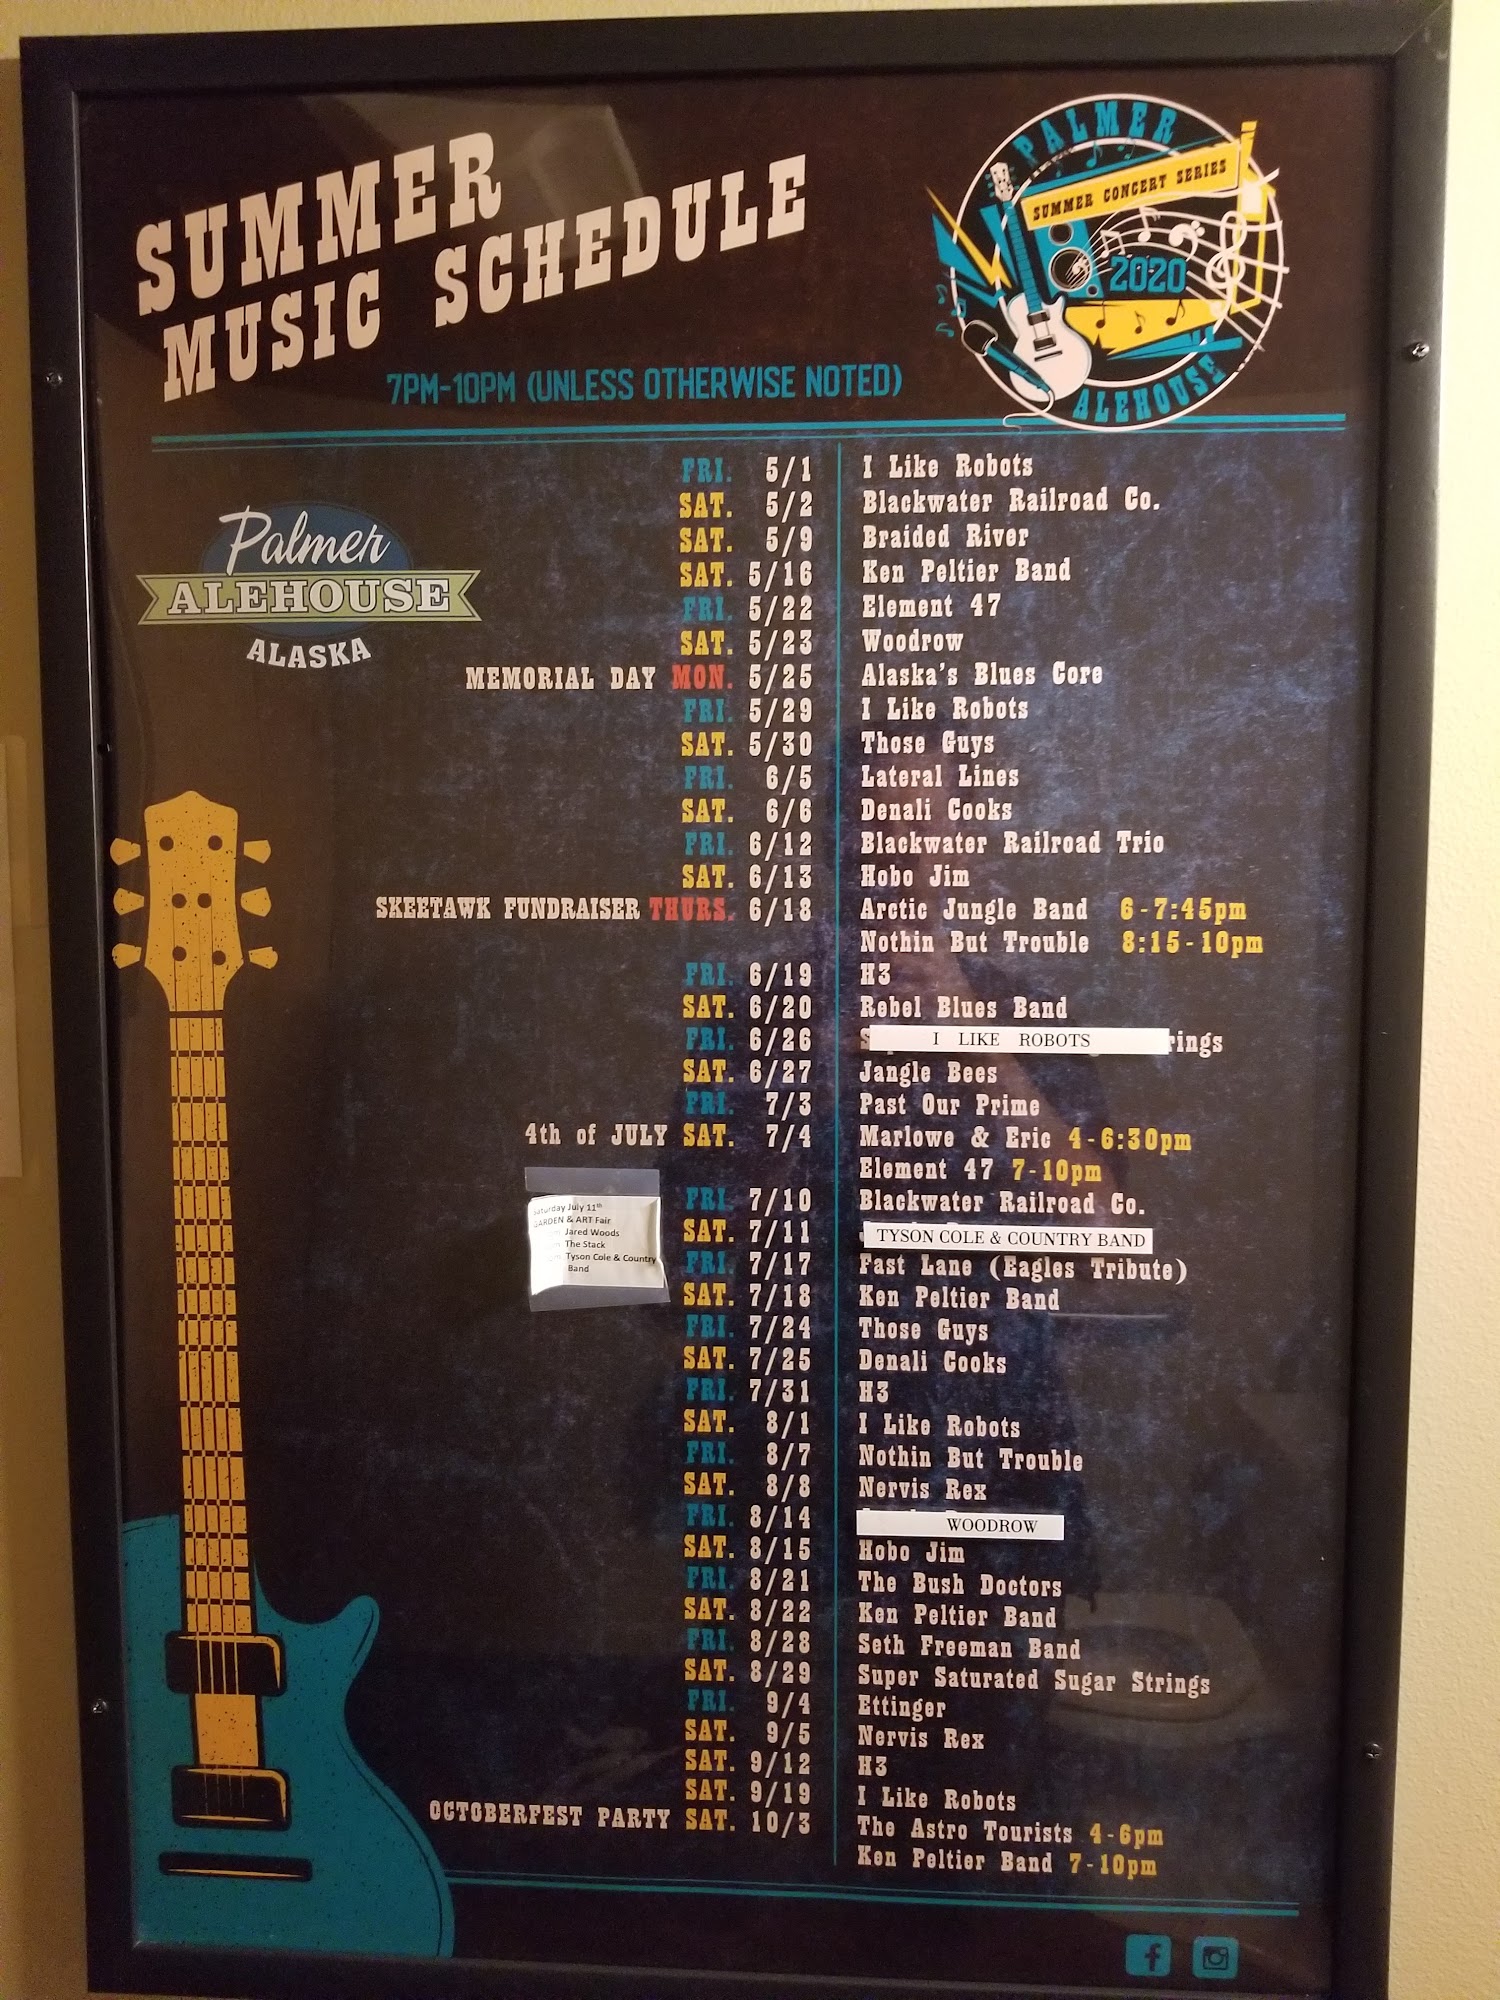 SUMMER
MUSIC SCHEDULE
7PM-10PM (UNLESS OTHERWISE NOTED)
PALMER
SUMMER CONCERT SERIES
2020
ALEHOUSE
Palmer
ALEHOUSE
ALASKA
FRI. 5/1 I Like Robots
SAT. 5/2 Blackwater Railroad Co.
SAT. 5/9 Braided River
SAT. 5/16 Ken Peltier Band
FRI. 5/22 Element 47
SAT. 5/23 Woodrow
MEMORIAL DAY MON. 5/25 Alaska's Blues Core
FRI. 5/29 I Like Robots
SAT. 5/30 Those Guys
FRI. 6/5 Lateral Lines
SAT. 6/6 Denali Cooks
FRI. 6/12 Blackwater Railroad Trio
SAT. 6/13 Hobo Jim
SKEETAWK FUNDRAISER THURS. 6/18 Arctic Jungle Band 6-7:45pm
Nothin But Trouble 8:15-10pm
FRI. 6/19 H3
SAT. 6/20 Rebel Blues Band
FRI. 6/26 I LIKE ROBOTS
SAT. 6/27 Jangle Bees
FRI. 7/3 Past Our Prime
4th of JULY SAT. 7/4 Marlowe & Eric 4-6:30pm
Element 47 7-10pm
FRI. 7/10 Blackwater Railroad Co.
SAT. 7/11 TYSON COLE & COUNTRY BAND
Saturday July 11th
GARDEN & ART Fair
Jared Woods
The Stack
Tyson Cole & Country
Band
FRI. 7/17 Fast Lane (Eagles Tribute)
SAT. 7/18 Ken Peltier Band
FRI. 7/24 Those Guys
SAT. 7/25 Denali Cooks
FRI. 7/31 H3
SAT. 8/1 I Like Robots
FRI. 8/7 Nothin But Trouble
SAT. 8/8 Nervis Rex
FRI. 8/14 WOODROW
SAT. 8/15 Hobo Jim
FRI. 8/21 The Bush Doctors
SAT. 8/22 Ken Peltier Band
FRI. 8/28 Seth Freeman Band
SAT. 8/29 Super Saturated Sugar Strings
FRI. 9/4 Ettinger
SAT. 9/5 Nervis Rex
SAT. 9/12 H3
SAT. 9/19 I Like Robots
OCTOBERFEST PARTY SAT. 10/3 The Astro Tourists 4-6pm
Ken Peltier Band 7-10pm